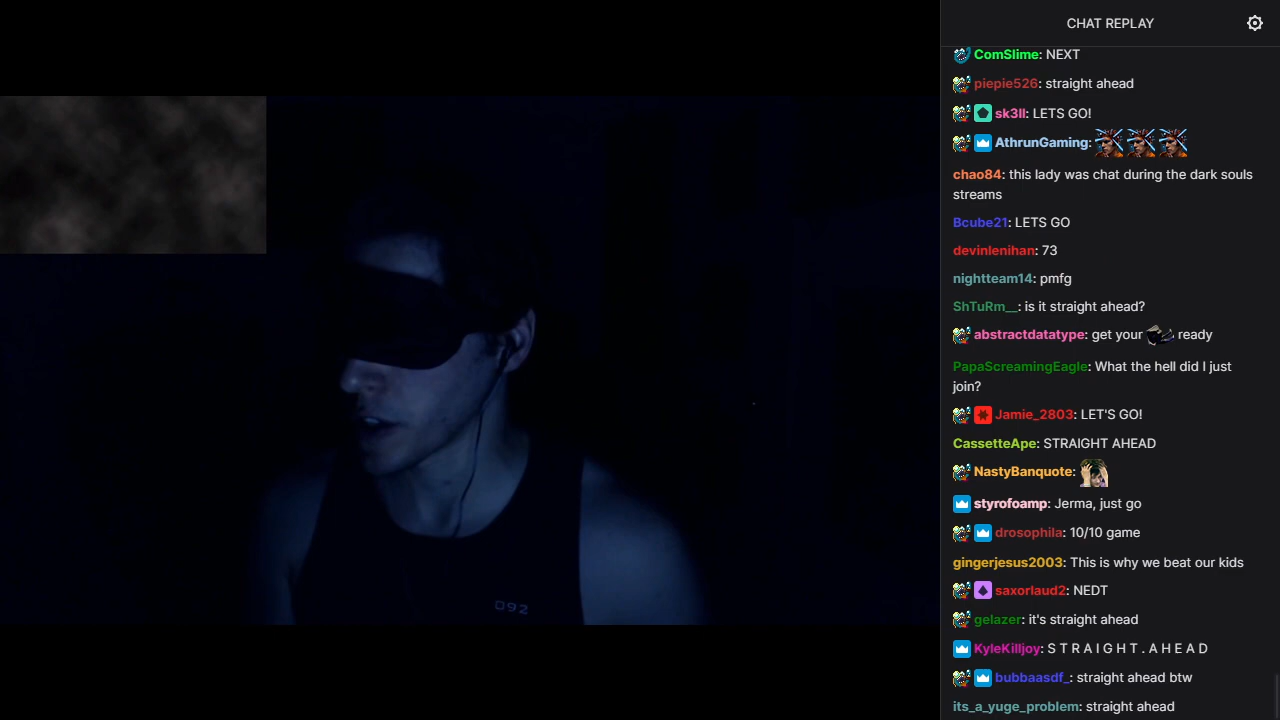 CHAT REPLAY
ComSlime: NEXT
piepie526: straight ahead
sk3ll: LETS GO!
AthrunGaming:
chao84: this lady was chat during the dark souls
streams
Bcube21: LETS GO
devinlenihan: 73
nightteam14: pmfg
ShTuRm__: is it straight ahead?
abstractdatatype: get your ready
PapaScreamingEagle: What the hell did I just
join?
Jamie_2803: LET'S GO!
CassetteApe: STRAIGHT AHEAD
NastyBanquote:
styrofoamp: Jerma, just go
drosophila: 10/10 game
gingerjesus2003: This is why we beat our kids
saxorlaud2: NEDT
gelazer: it's straight ahead
KyleKilljoy: S T R A I G H T . A H E A D
bubbaasdf_: straight ahead btw
its_a_yuge_problem: straight ahead
092